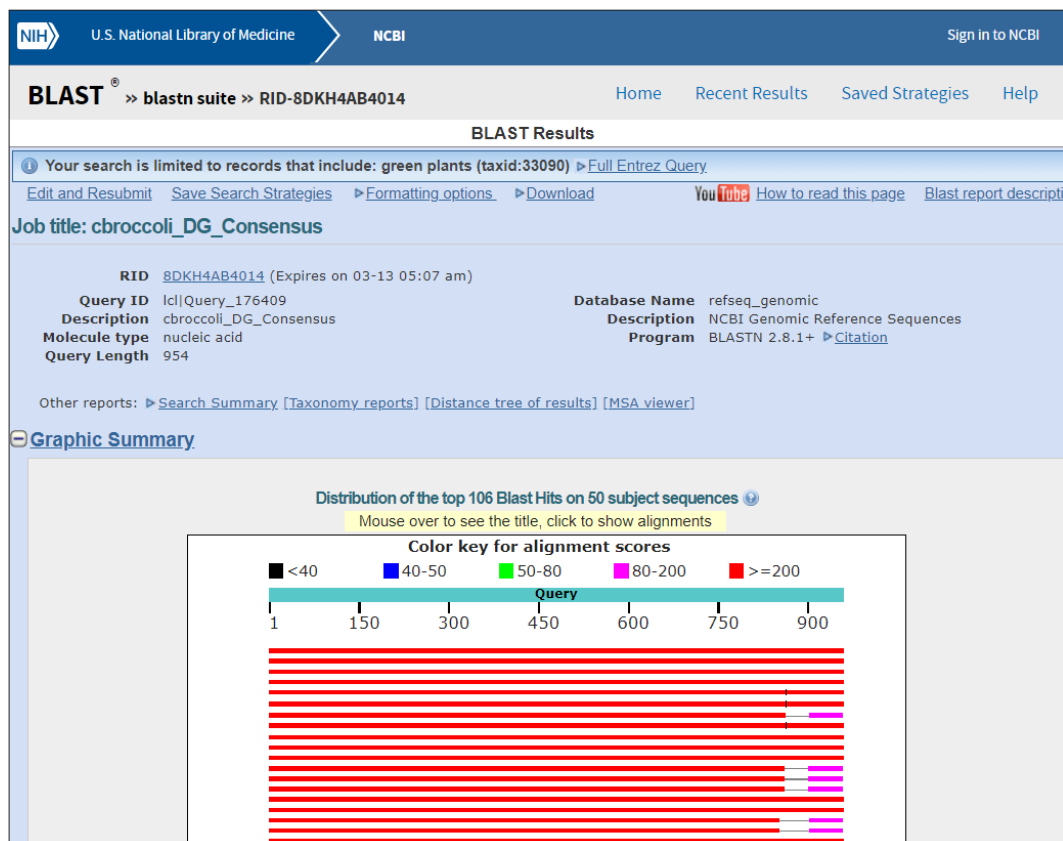 NIH U.S. National Library of Medicine NCBI Sign in to NCBI
BLAST ® » blastn suite » RID-8DKH4AB4014 Home Recent Results Saved Strategies Help
BLAST Results
Your search is limited to records that include: green plants (taxid:33090) Full Entrez Query
Edit and Resubmit Save Search Strategies Formatting options Download YouTube How to read this page Blast report descripti
Job title: cbroccoli_DG_Consensus
RID 8DKH4AB4014 (Expires on 03-13 05:07 am)
Query ID lcl|Query_176409 Database Name refseq_genomic
Description cbroccoli_DG_Consensus Description NCBI Genomic Reference Sequences
Molecule type nucleic acid Program BLASTN 2.8.1+ Citation
Query Length 954
Other reports: Search Summary [Taxonomy reports] [Distance tree of results] [MSA viewer]
Graphic Summary
Distribution of the top 106 Blast Hits on 50 subject sequences
Mouse over to see the title, click to show alignments
Color key for alignment scores
<40 40-50 50-80 80-200 >=200
Query
1 150 300 450 600 750 900